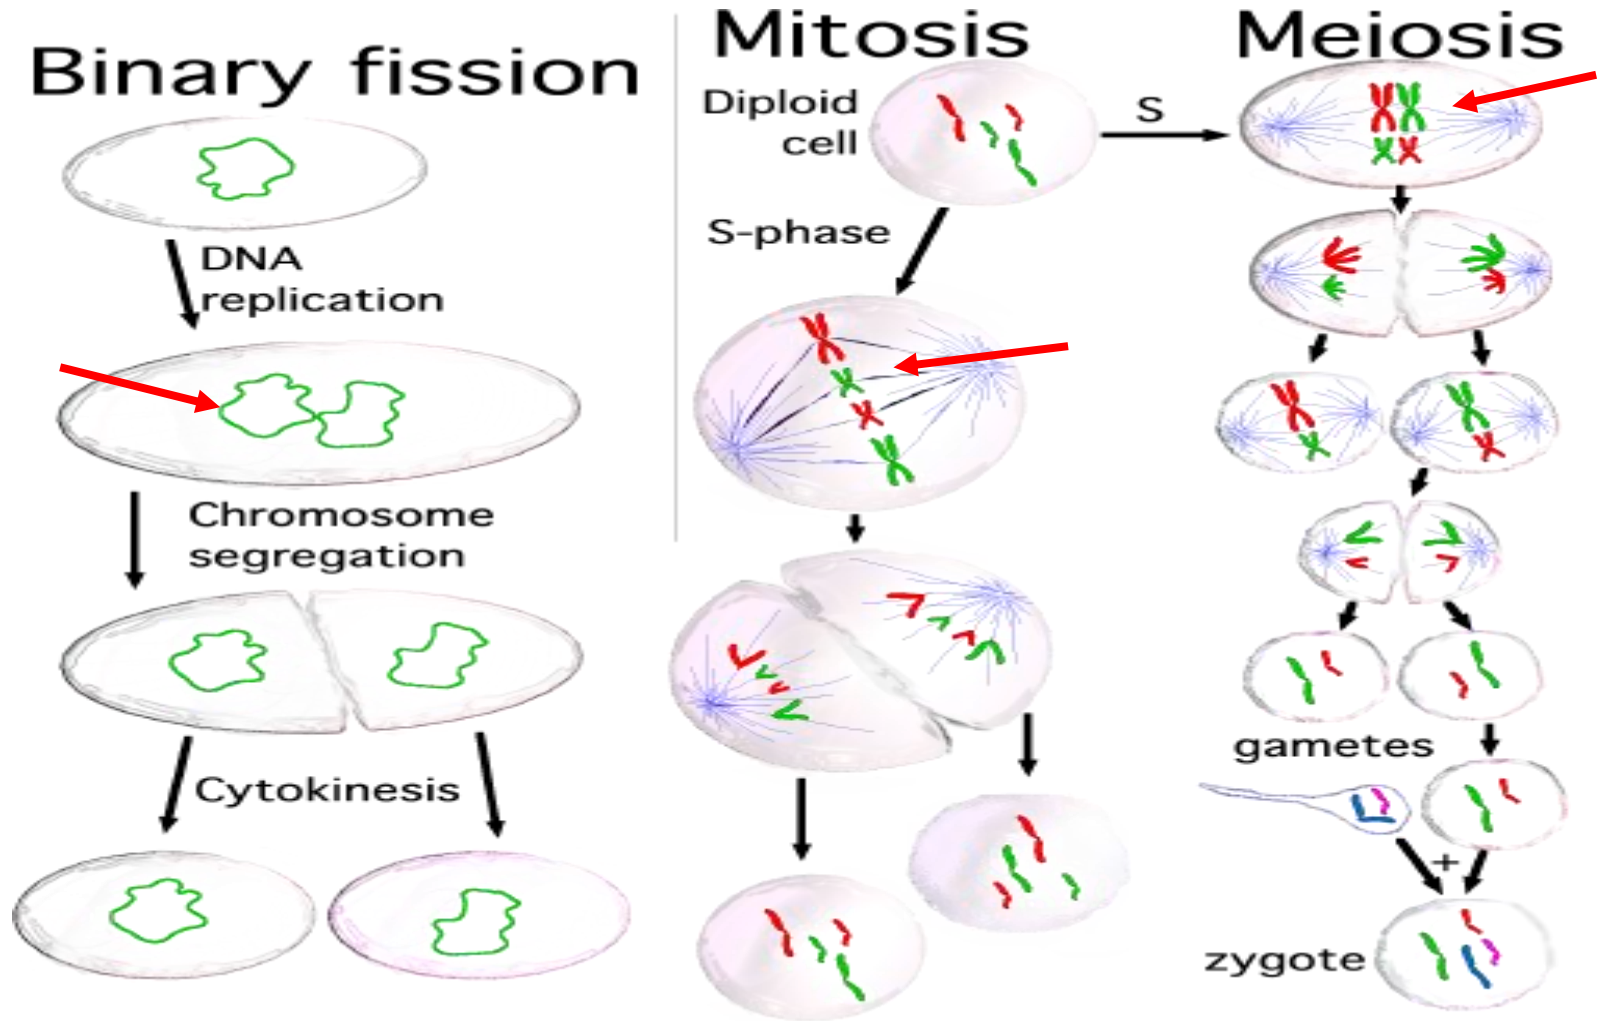 Binary fission
DNA
replication
Chromosome
segregation
Cytokinesis
Mitosis
Diploid
cell
S-phase
S
Meiosis
gametes
+
zygote